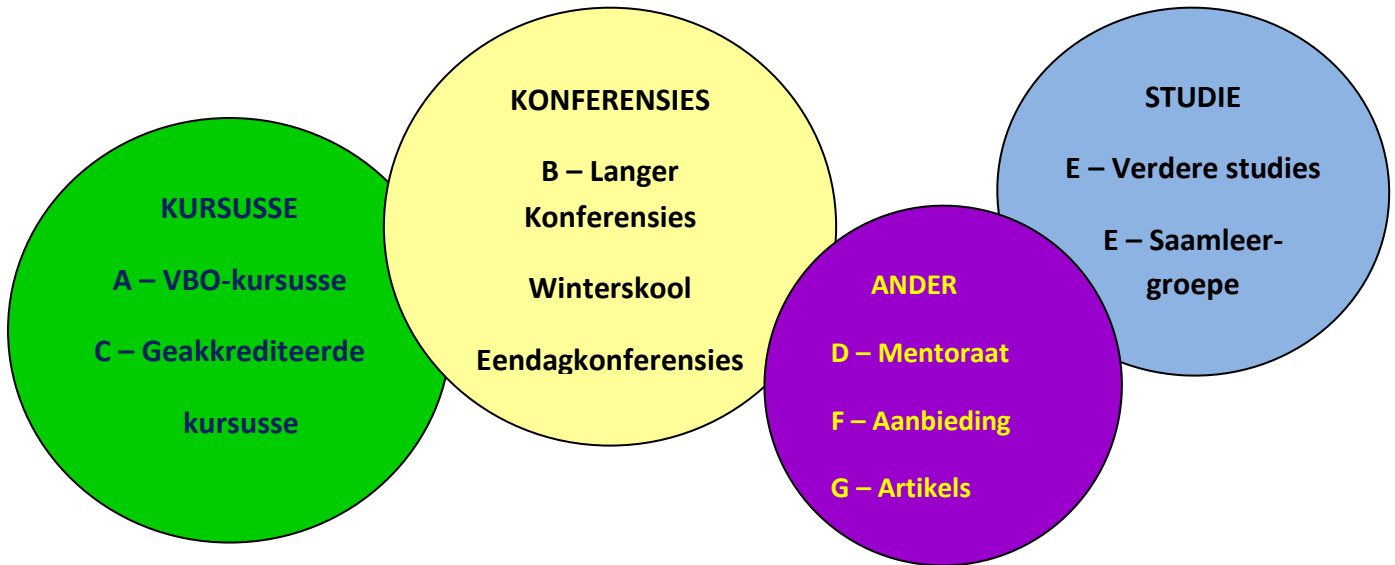 KURSUSSE
A – VBO-kursusse
C – Geakkrediteerde
kursusse
KONFERENSIES
B – Langer
Konferensies
Winterskool
Eendagkonferensies
ANDER
D – Mentoraat
F – Aanbieding
G – Artikels
STUDIE
E – Verdere studies
E – Saamleer-
groepe